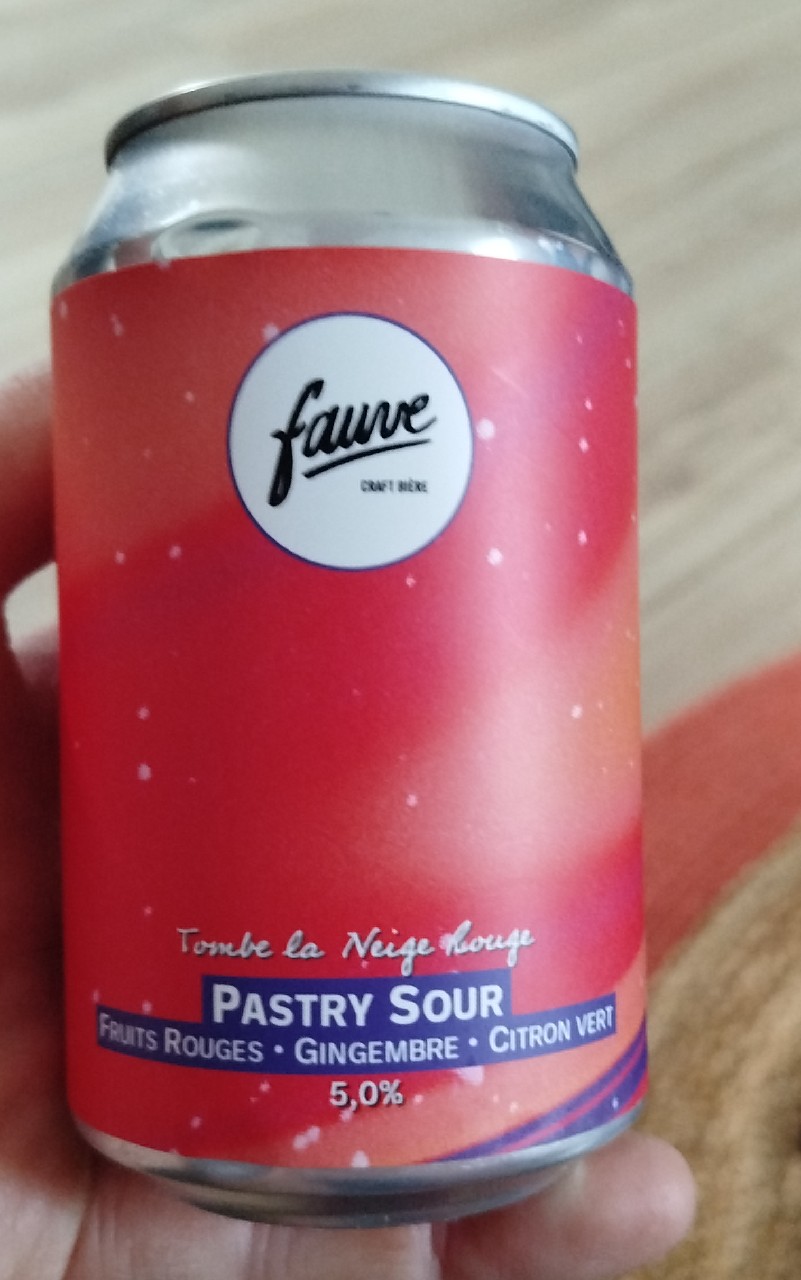 fauve
CRAFT BIÈRE
Tombe la Neige Rouge
PASTRY SOUR
FRUITS ROUGES • GINGEMBRE • CITRON VERT
5,0%